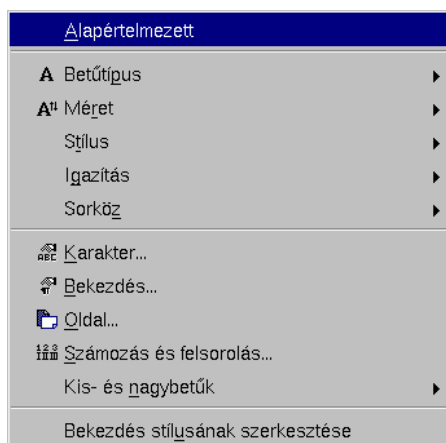 Alapértelmezett
Betűtípus
Méret
Stílus
Igazítás
Sorköz
Karakter...
Bekezdés...
Oldal...
Számozás és felsorolás...
Kis- és nagybetűk
Bekezdés stílusának szerkesztése